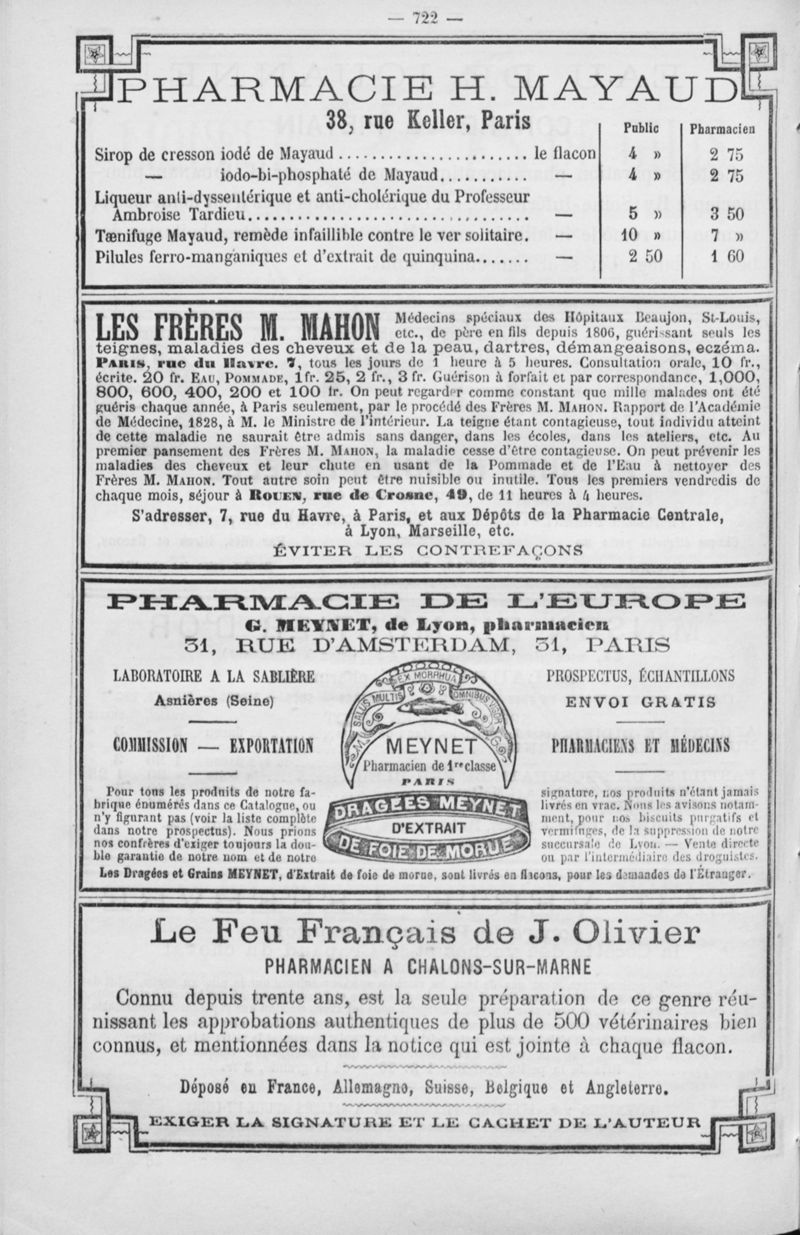 — 722 —
PHARMACIE H. MAYAUD
38, rue Keller, Paris
Public Pharmacien
Sirop de cresson iodé de Mayaud ....................... le flacon 4 » 2 75
— iodo-bi-phosphaté de Mayaud........... — 4 » 2 75
Liqueur anti-dyssentérique et anti-cholérique du Professeur
Ambroise Tardieu.................................. — 5 » 3 50
Tænifuge Mayaud, remède infaillible contre le ver solitaire. — 10 » 7 »
Pilules ferro-manganiques et d'extrait de quinquina....... — 2 50 1 60
LES FRÈRES M. MAHON Médecins spéciaux des Hôpitaux Beaujon, St-Louis,
etc., de père en fils depuis 1806, guérissant seuls les
teignes, maladies des cheveux et de la peau, dartres, démangeaisons, eczéma.
PARIS, rue du Havre. 7, tous les jours de 1 heure à 5 heures. Consultation orale, 10 fr.,
écrite. 20 fr. EAU, POMMADE, 1 fr. 25, 2 fr., 3 fr. Guérison à forfait et par correspondance, 1,000,
800, 600, 400, 200 et 100 fr. On peut regarder comme constant que mille malades ont été
guéris chaque année, à Paris seulement, par le procédé des Frères M. MAHON. Rapport de l'Académie
de Médecine, 1828, à M. le Ministre de l'intérieur. La teigne étant contagieuse, tout individu atteint
de cette maladie ne saurait être admis sans danger, dans les écoles, dans les ateliers, etc. Au
premier pansement des Frères M. MAHON, la maladie cesse d'être contagieuse. On peut prévenir les
maladies des cheveux et leur chute en usant de la Pommade et de l'Eau à nettoyer des
Frères M. MAHON. Tout autre soin peut être nuisible ou inutile. Tous les premiers vendredis de
chaque mois, séjour à ROUEN, rue de Crosne, 49, de 11 heures à 4 heures.
S'adresser, 7, rue du Havre, à Paris, et aux Dépôts de la Pharmacie Centrale,
à Lyon, Marseille, etc.
ÉVITER LES CONTREFAÇONS
PHARMACIE DE L'EUROPE
G. MEYNET, de Lyon, pharmacien
31, RUE D'AMSTERDAM, 31, PARIS
LABORATOIRE A LA SABLIÈRE
Asnières (Seine)
COMMISSION — EXPORTATION
Pour tous les produits de notre fa-
brique énumérés dans ce Catalogue, ou
n'y figurant pas (voir la liste complète
dans notre prospectus). Nous prions
nos confrères d'exiger toujours la dou-
ble garantie de notre nom et de notre
EX MORRHUA
SALUS MULTIS
OMNIBUS VIGOR
MEYNET
Pharmacien de 1re classe
PARIS
DRAGÉES MEYNET
D'EXTRAIT
DE FOIE DE MORUE
PROSPECTUS, ÉCHANTILLONS
ENVOI GRATIS
PHARMACIENS ET MÉDECINS
signature, nos produits n'étant jamais
livrés en vrac. Nous les avisons notam-
ment, pour nos biscuits purgatifs et
vermifuges, de la suppression de notre
succursale de Lyon. — Vente directe
ou par l'intermédiaire des droguistes.
Les Dragées et Grains MEYNET, d'Extrait de foie de morue, sont livrés en flacons, pour les demandes de l'Étranger.
Le Feu Français de J. Olivier
PHARMACIEN A CHALONS-SUR-MARNE
Connu depuis trente ans, est la seule préparation de ce genre réu-
nissant les approbations authentiques de plus de 500 vétérinaires bien
connus, et mentionnées dans la notice qui est jointe à chaque flacon.
Déposé en France, Allemagne, Suisse, Belgique et Angleterre.
EXIGER LA SIGNATURE ET LE CACHET DE L'AUTEUR